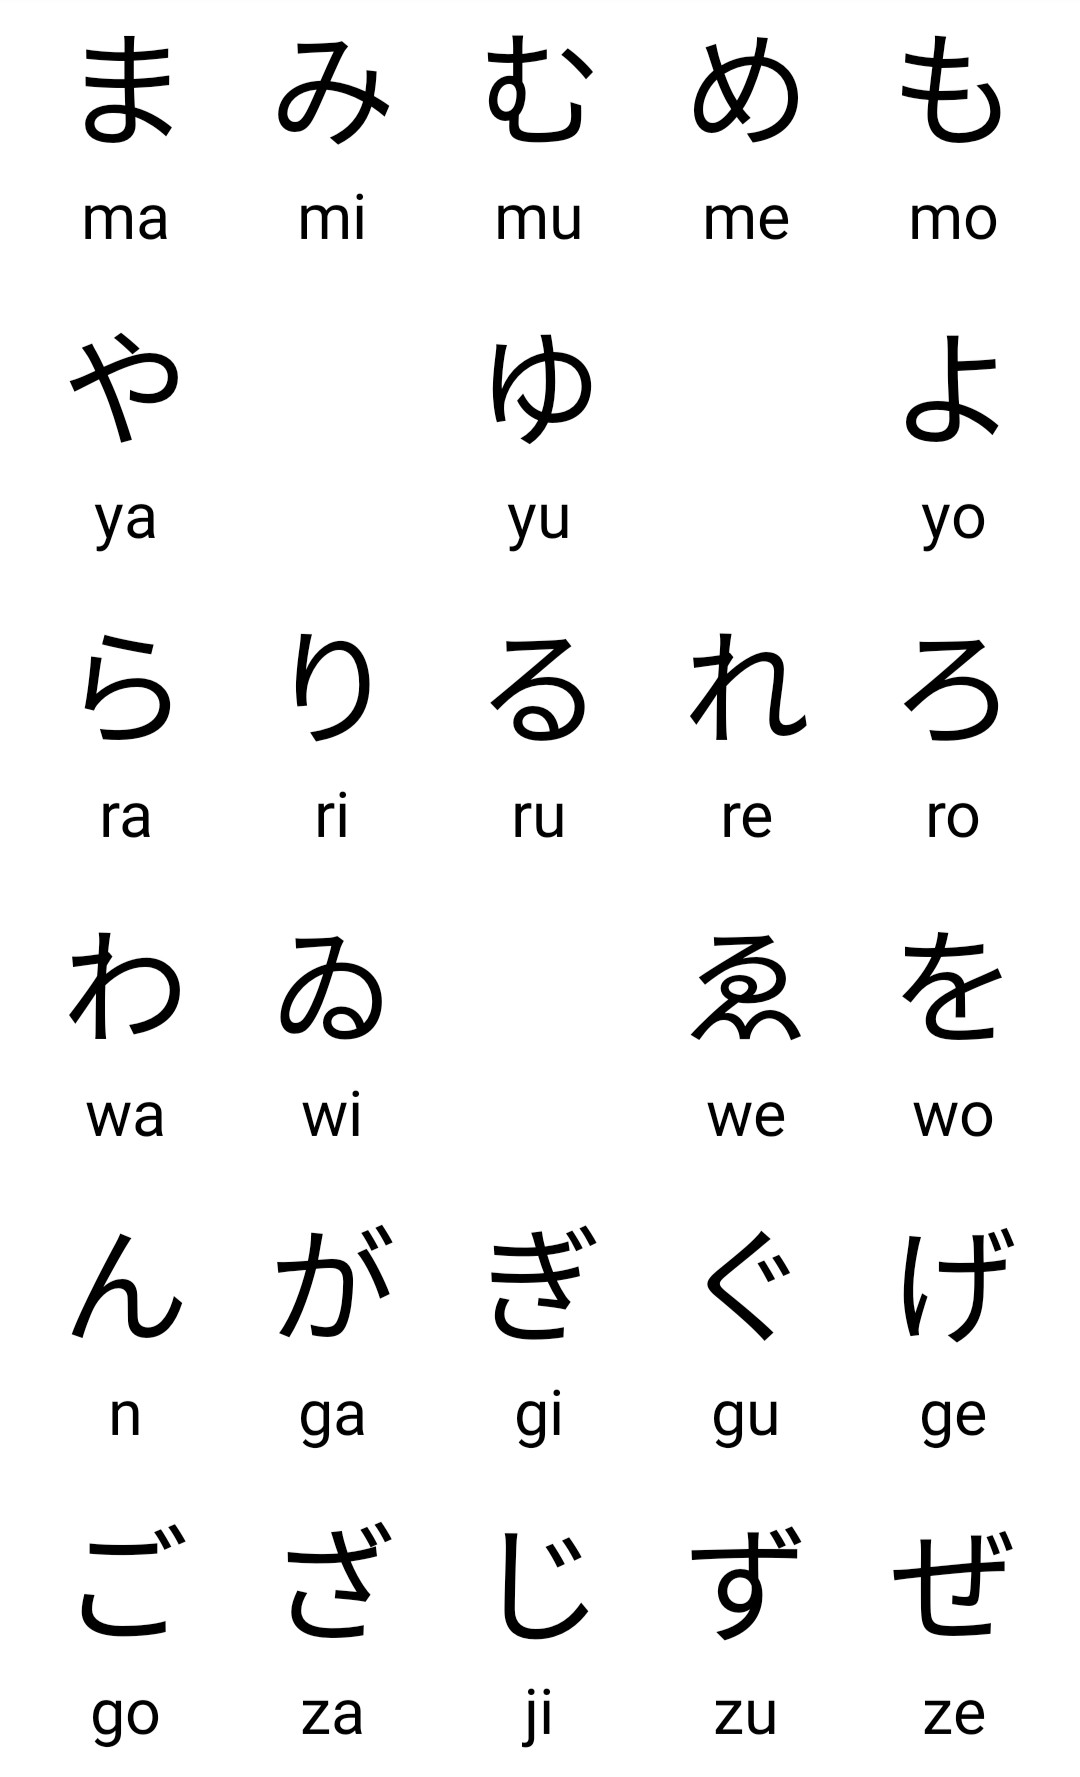 ま み む め も
ma mi mu me mo
や ゆ よ
ya yu yo
ら り る れ ろ
ra ri ru re ro
わ ゐ ゑ を
wa wi we wo
ん が ぎ ぐ げ
n ga gi gu ge
ご ざ じ ず ぜ
go za ji zu ze